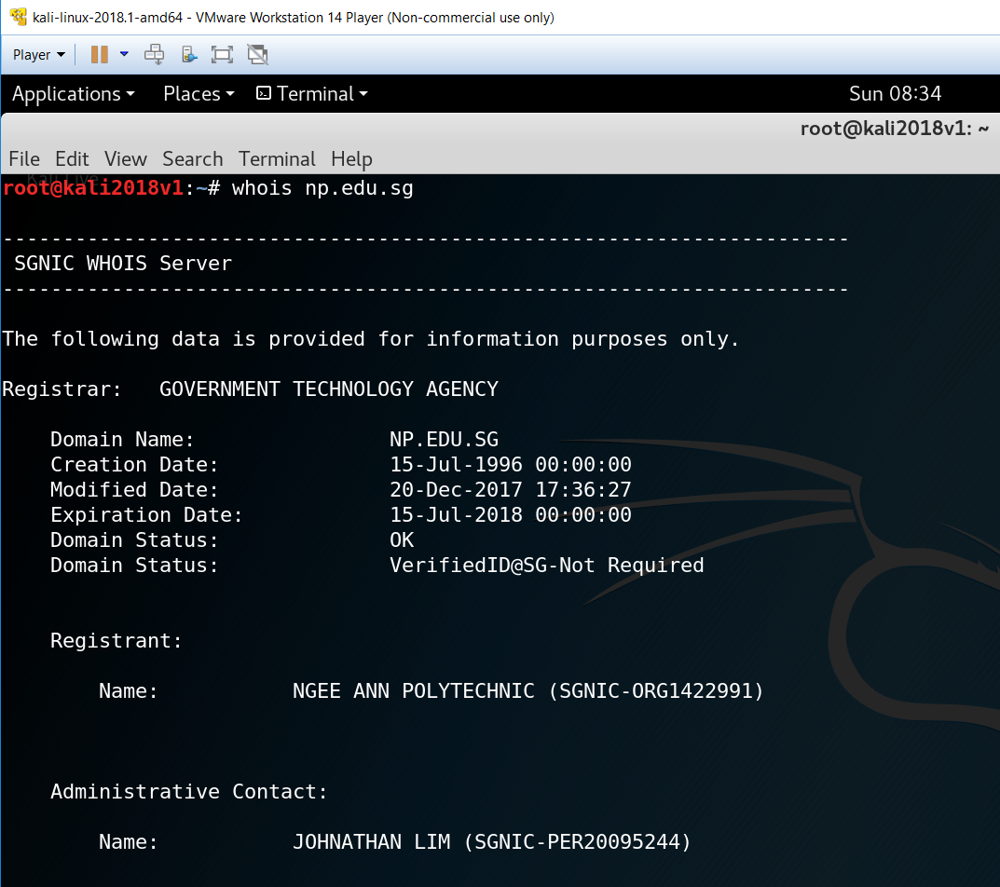 kali-linux-2018.1-amd64 - VMware Workstation 14 Player (Non-commercial use only)
Player
Applications Places Terminal Sun 08:34
root@kali2018v1: ~
File Edit View Search Terminal Help
Kali Live
root@kali2018v1:~# whois np.edu.sg
----------------------------------------------------------------------
SGNIC WHOIS Server
----------------------------------------------------------------------
The following data is provided for information purposes only.
Registrar: GOVERNMENT TECHNOLOGY AGENCY
Domain Name: NP.EDU.SG
Creation Date: 15-Jul-1996 00:00:00
Modified Date: 20-Dec-2017 17:36:27
Expiration Date: 15-Jul-2018 00:00:00
Domain Status: OK
Domain Status: VerifiedID@SG-Not Required
Registrant:
Name: NGEE ANN POLYTECHNIC (SGNIC-ORG1422991)
Administrative Contact:
Name: JOHNATHAN LIM (SGNIC-PER20095244)